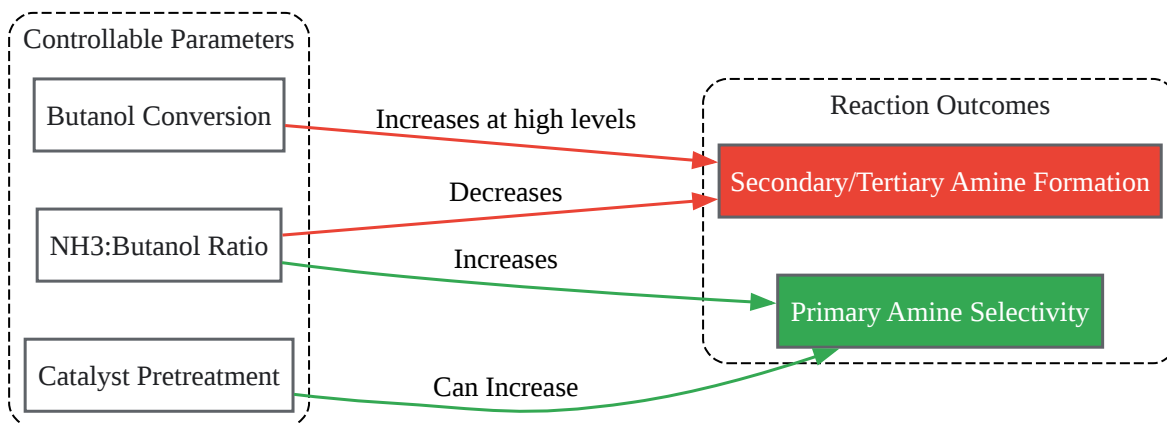 Controllable Parameters
Butanol Conversion
NH3:Butanol Ratio
Catalyst Pretreatment
Increases at high levels
Decreases
Increases
Can Increase
Reaction Outcomes
Secondary/Tertiary Amine Formation
Primary Amine Selectivity